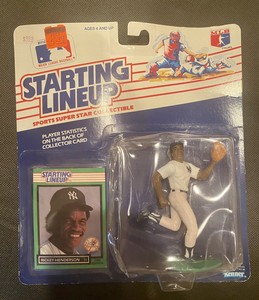 AGES 4 AND UP
STARTING
LINEUP
SPORTS SUPER STAR COLLECTIBLE
PLAYER STATISTICS
ON THE BACK OF
COLLECTOR CARD
STARTING
LINEUP
RICKEY HENDERSON
Kenner